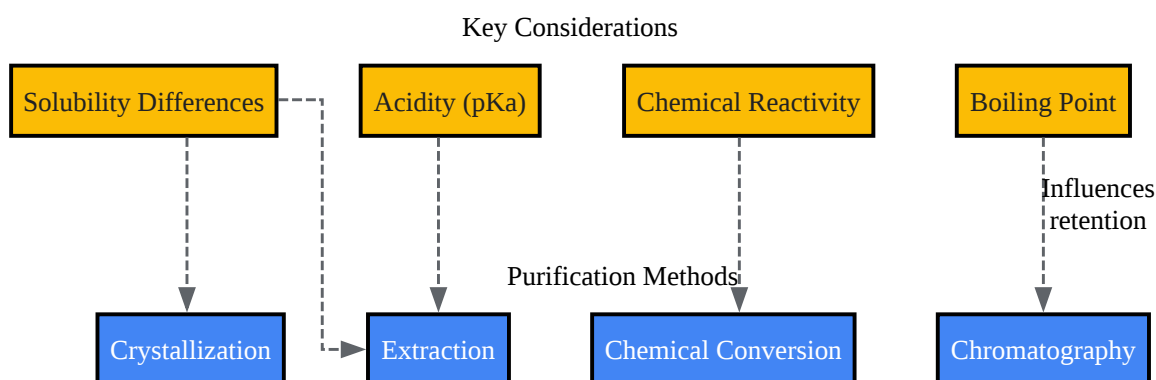 Key Considerations
Solubility Differences
Acidity (pKa)
Chemical Reactivity
Boiling Point
Influences
retention
Purification Methods
Crystallization
Extraction
Chemical Conversion
Chromatography